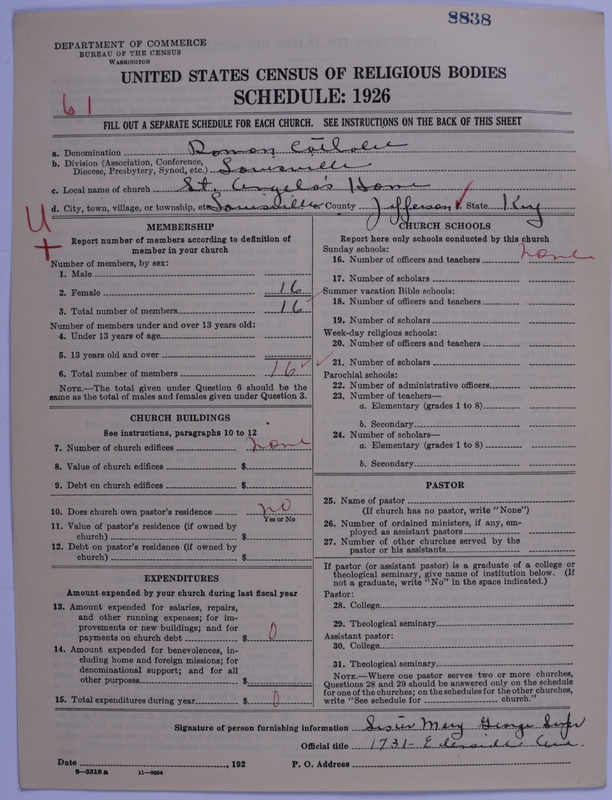 8838
DEPARTMENT OF COMMERCE
BUREAU OF THE CENSUS
WASHINGTON
UNITED STATES CENSUS OF RELIGIOUS BODIES
SCHEDULE: 1926
61
FILL OUT A SEPARATE SCHEDULE FOR EACH CHURCH. SEE INSTRUCTIONS ON THE BACK OF THIS SHEET
a. Denomination Roman Catholic
b. Division (Association, Conference, Diocese, Presbytery, Synod, etc.) Louisville
c. Local name of church St. Angela's Home
d. City, town, village, or township, etc. Louisville County Jefferson State Ky
U
+
MEMBERSHIP
Report number of members according to definition of
member in your church
Number of members, by sex:
1. Male
2. Female 16
3. Total number of members 16
Number of members under and over 13 years old:
4. Under 13 years of age
5. 13 years old and over
6. Total number of members 16
NOTE.—The total given under Question 6 should be the
same as the total of males and females given under Question 3.
CHURCH BUILDINGS
See instructions, paragraphs 10 to 12
7. Number of church edifices none
8. Value of church edifices $
9. Debt on church edifices $
10. Does church own pastor's residence no
Yes or No
11. Value of pastor's residence (if owned by
church) $
12. Debt on pastor's residence (if owned by
church) $
EXPENDITURES
Amount expended by your church during last fiscal year
13. Amount expended for salaries, repairs,
and other running expenses; for im-
provements or new buildings; and for
payments on church debt $ 0
14. Amount expended for benevolences, in-
cluding home and foreign missions; for
denominational support; and for all
other purposes $
15. Total expenditures during year $ 0
CHURCH SCHOOLS
Report here only schools conducted by this church
Sunday schools:
16. Number of officers and teachers none
17. Number of scholars
Summer vacation Bible schools:
18. Number of officers and teachers
19. Number of scholars
Week-day religious schools:
20. Number of officers and teachers
21. Number of scholars
Parochial schools:
22. Number of administrative officers
23. Number of teachers—
a. Elementary (grades 1 to 8)
b. Secondary
24. Number of scholars—
a. Elementary (grades 1 to 8)
b. Secondary
PASTOR
25. Name of pastor
(If church has no pastor, write "None")
26. Number of ordained ministers, if any, em-
ployed as assistant pastors
27. Number of other churches served by the
pastor or his assistants
If pastor (or assistant pastor) is a graduate of a college or
theological seminary, give name of institution below. (If
not a graduate, write "No" in the space indicated.)
Pastor:
28. College
29. Theological seminary
Assistant pastor:
30. College
31. Theological seminary
NOTE.—Where one pastor serves two or more churches,
Questions 28 and 29 should be answered only on the schedule
for one of the churches; on the schedules for the other churches,
write "See schedule for church."
Signature of person furnishing information Sister Mary George
Official title 1731 - Ave.
Date , 192 P. O. Address
8—5518 a 11—9664